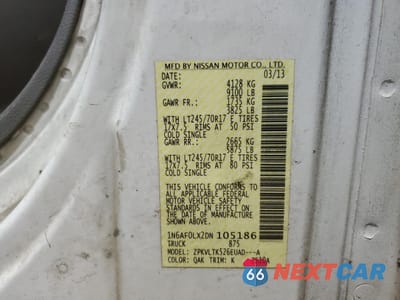 MFD BY NISSAN MOTOR CO., LTD.
DATE: 03/13
GVWR: 4128 KG
9100 LB
GAWR FR.: 1735 KG
3825 LB
WITH LT245/70R17 E TIRES
17X7.5 RIMS AT 50 PSI
COLD SINGLE
GAWR RR.: 2665 KG
5875 LB
WITH LT245/70R17 E TIRES
17X7.5 RIMS AT 80 PSI
COLD SINGLE
THIS VEHICLE CONFORMS TO
ALL APPLICABLE FEDERAL
MOTOR VEHICLE SAFETY
STANDARDS IN EFFECT ON
THE DATE OF MANUFACTURE
SHOWN ABOVE.
1N6AF0LX2DN 105186
TRUCK 875
MODEL: ZPKVLTK526EUAD---A
COLOR: QAK TRIM: K
66 NEXTCAR